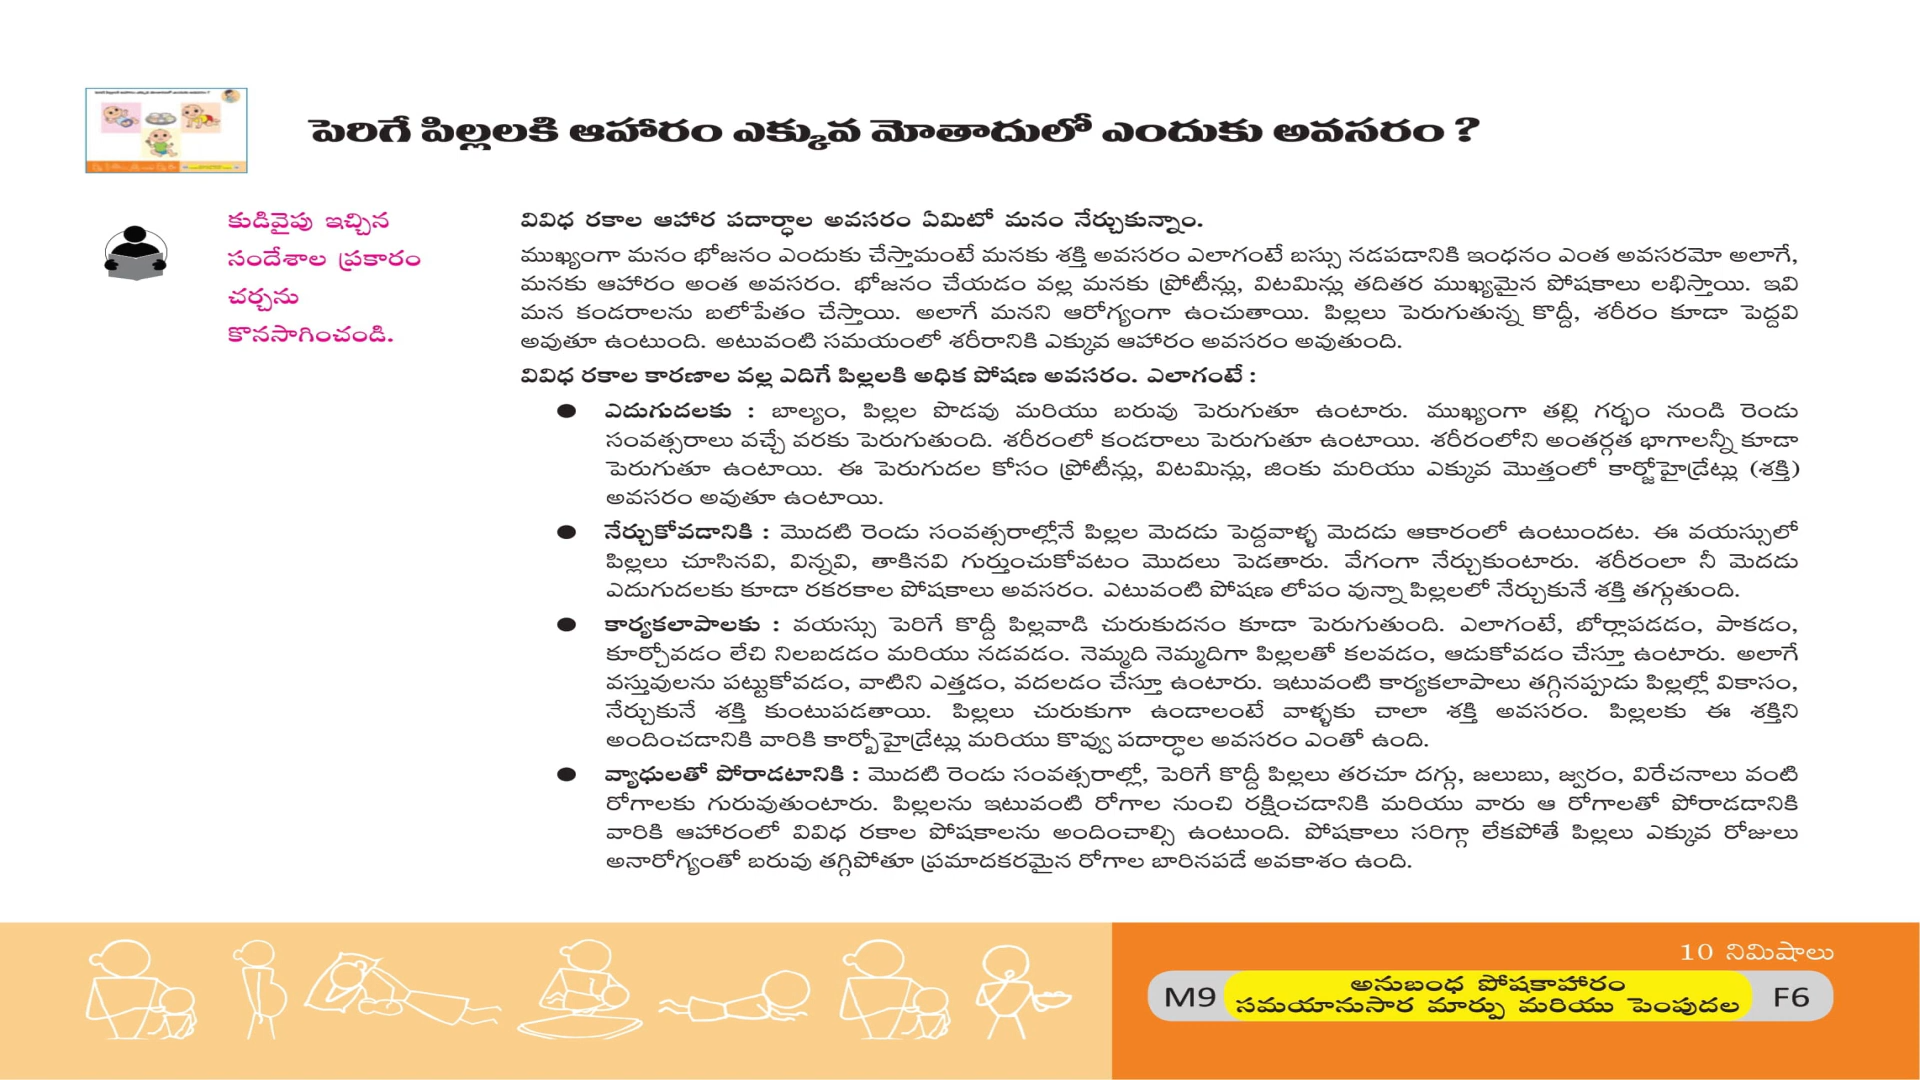 పెరిగే పిల్లలకి ఆహారం ఎక్కువ మోతాదులో ఎందుకు అవసరం ?
కుడివైపు ఇచ్చిన
సందేశాల ప్రకారం
చర్చను
కొనసాగించండి.
వివిధ రకాల ఆహార పదార్ధాల అవసరం ఏమిటో మనం నేర్చుకున్నాం.
ముఖ్యంగా మనం భోజనం ఎందుకు చేస్తామంటే మనకు శక్తి అవసరం ఎలాగంటే బస్సు నడపడానికి ఇంధనం ఎంత అవసరమో అలాగే,
మనకు ఆహారం అంత అవసరం. భోజనం చేయడం వల్ల మనకు ప్రోటీన్లు, విటమిన్లు తదితర ముఖ్యమైన పోషకాలు లభిస్తాయి. ఇవి
మన కండరాలను బలోపేతం చేస్తాయి. అలాగే మనని ఆరోగ్యంగా ఉంచుతాయి. పిల్లలు పెరుగుతున్న కొద్దీ, శరీరం కూడా పెద్దవి
అవుతూ ఉంటుంది. అటువంటి సమయంలో శరీరానికి ఎక్కువ ఆహారం అవసరం అవుతుంది.
వివిధ రకాల కారణాల వల్ల ఎదిగే పిల్లలకి అధిక పోషణ అవసరం. ఎలాగంటే :
● ఎదుగుదలకు : బాల్యం, పిల్లల పొడవు మరియు బరువు పెరుగుతూ ఉంటారు. ముఖ్యంగా తల్లి గర్భం నుండి రెండు
సంవత్సరాలు వచ్చే వరకు పెరుగుతుంది. శరీరంలో కండరాలు పెరుగుతూ ఉంటాయి. శరీరంలోని అంతర్గత భాగాలన్నీ కూడా
పెరుగుతూ ఉంటాయి. ఈ పెరుగుదల కోసం ప్రోటీన్లు, విటమిన్లు, జింకు మరియు ఎక్కువ మొత్తంలో కార్జోహైడ్రేట్లు (శక్తి)
అవసరం అవుతూ ఉంటాయి.
● నేర్చుకోవడానికి : మొదటి రెండు సంవత్సరాల్లోనే పిల్లల మెదడు పెద్దవాళ్ళ మెదడు ఆకారంలో ఉంటుందట. ఈ వయస్సులో
పిల్లలు చూసినవి, విన్నవి, తాకినవి గుర్తుంచుకోవటం మొదలు పెడతారు. వేగంగా నేర్చుకుంటారు. శరీరంలా నీ మెదడు
ఎదుగుదలకు కూడా రకరకాల పోషకాలు అవసరం. ఎటువంటి పోషణ లోపం వున్నా పిల్లలలో నేర్చుకునే శక్తి తగ్గుతుంది.
● కార్యకలాపాలకు : వయస్సు పెరిగే కొద్దీ పిల్లవాడి చురుకుదనం కూడా పెరుగుతుంది. ఎలాగంటే, బోర్లాపడడం, పాకడం,
కూర్చోవడం లేచి నిలబడడం మరియు నడవడం. నెమ్మది నెమ్మదిగా పిల్లలతో కలవడం, ఆడుకోవడం చేస్తూ ఉంటారు. అలాగే
వస్తువులను పట్టుకోవడం, వాటిని ఎత్తడం, వదలడం చేస్తూ ఉంటారు. ఇటువంటి కార్యకలాపాలు తగ్గినప్పుడు పిల్లల్లో వికాసం,
నేర్చుకునే శక్తి కుంటుపడతాయి. పిల్లలు చురుకుగా ఉండాలంటే వాళ్ళకు చాలా శక్తి అవసరం. పిల్లలకు ఈ శక్తిని
అందించడానికి వారికి కార్బోహైడ్రేట్లు మరియు కొవ్వు పదార్ధాల అవసరం ఎంతో ఉంది.
● వ్యాధులతో పోరాడటానికి : మొదటి రెండు సంవత్సరాల్లో, పెరిగే కొద్దీ పిల్లలు తరచూ దగ్గు, జలుబు, జ్వరం, విరేచనాలు వంటి
రోగాలకు గురువుతుంటారు. పిల్లలను ఇటువంటి రోగాల నుంచి రక్షించడానికి మరియు వారు ఆ రోగాలతో పోరాడడానికి
వారికి ఆహారంలో వివిధ రకాల పోషకాలను అందించాల్సి ఉంటుంది. పోషకాలు సరిగ్గా లేకపోతే పిల్లలు ఎక్కువ రోజులు
అనారోగ్యంతో బరువు తగ్గిపోతూ ప్రమాదకరమైన రోగాల బారినపడే అవకాశం ఉంది.
10 నిమిషాలు
M9 అనుబంధ పోషకాహారం
సమయానుసార మార్పు మరియు పెంపుదల F6